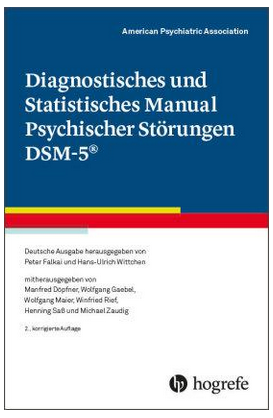 American Psychiatric Association
Diagnostisches und
Statistisches Manual
Psychischer Störungen
DSM-5®
Deutsche Ausgabe herausgegeben von
Peter Falkai und Hans-Ulrich Wittchen
mitherausgegeben von
Manfred Döpfner, Wolfgang Gaebel,
Wolfgang Maier, Winfried Rief,
Henning Saß und Michael Zaudig
2., korrigierte Auflage
hogrefe